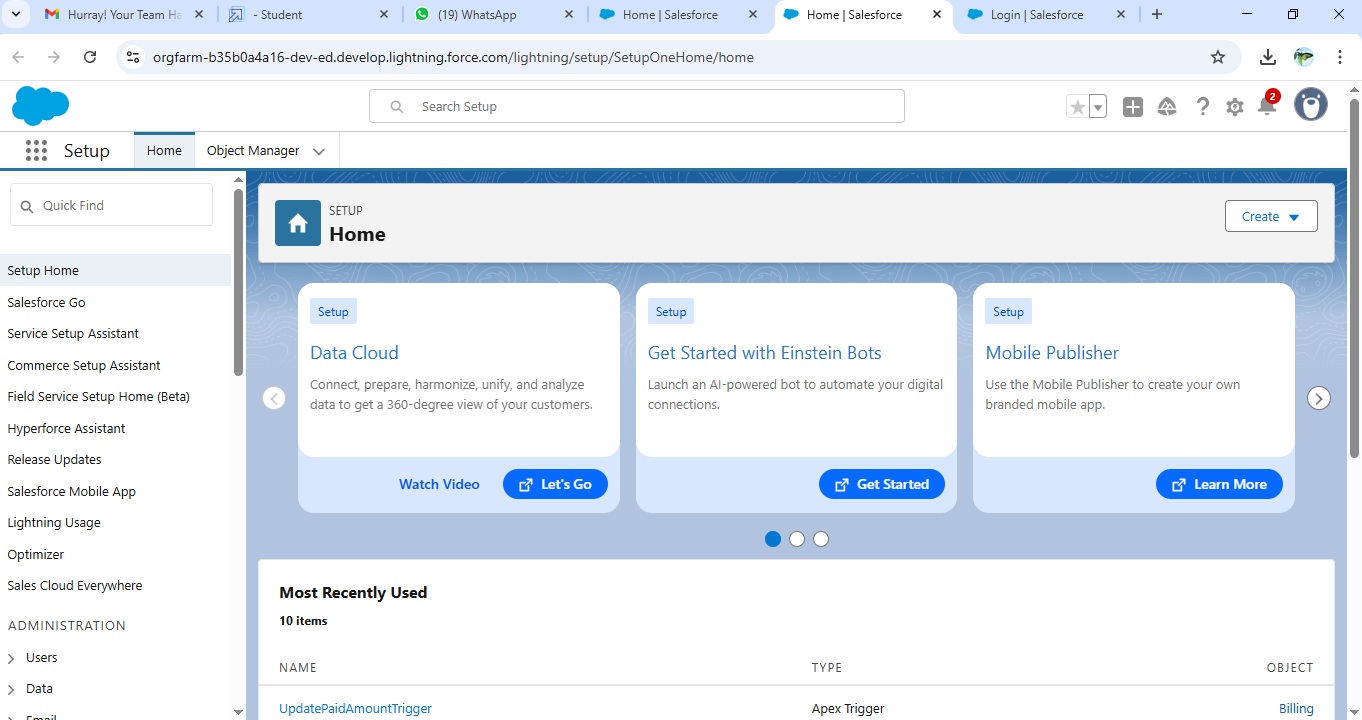 Hurray! Your Team Ha
- Student
(19) WhatsApp
Home | Salesforce
Home | Salesforce
Login | Salesforce
orgfarm-b35b0a4a16-dev-ed.develop.lightning.force.com/lightning/setup/SetupOneHome/home
Search Setup
2
Setup
Home
Object Manager
Quick Find
Setup Home
Salesforce Go
Service Setup Assistant
Commerce Setup Assistant
Field Service Setup Home (Beta)
Hyperforce Assistant
Release Updates
Salesforce Mobile App
Lightning Usage
Optimizer
Sales Cloud Everywhere
ADMINISTRATION
Users
Data
Email
SETUP
Home
Create
Setup
Data Cloud
Connect, prepare, harmonize, unify, and analyze
data to get a 360-degree view of your customers.
Watch Video
Let's Go
Setup
Get Started with Einstein Bots
Launch an AI-powered bot to automate your digital
connections.
Get Started
Setup
Mobile Publisher
Use the Mobile Publisher to create your own
branded mobile app.
Learn More
Most Recently Used
10 items
NAME TYPE OBJECT
UpdatePaidAmountTrigger Apex Trigger Billing